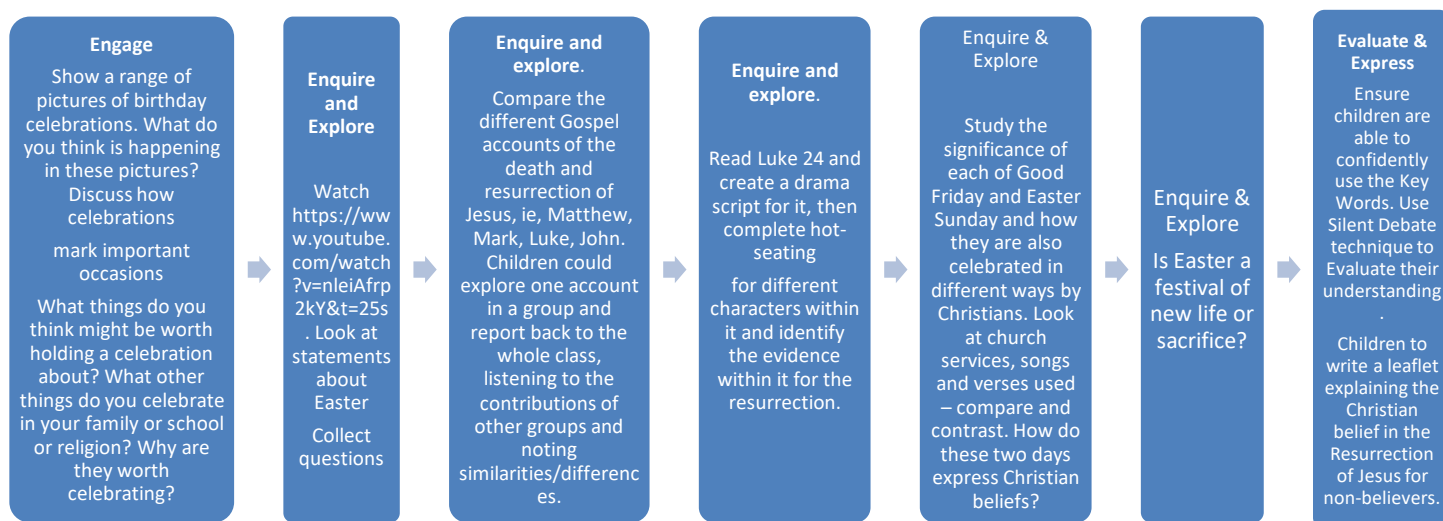 Engage
Show a range of
pictures of birthday
celebrations. What do
you think is happening
in these pictures?
Discuss how
celebrations
mark important
occasions
What things do you
think might be worth
holding a celebration
about? What other
things do you celebrate
in your family or school
or religion? Why are
they worth
celebrating?
Enquire
and
Explore
Watch
https://ww
w.youtube.
com/watch
?v=nleiAfrp
2kY&t=25s
. Look at
statements
about
Easter
Collect
questions
Enquire and
explore.
Compare the
different Gospel
accounts of the
death and
resurrection of
Jesus, ie, Matthew,
Mark, Luke, John.
Children could
explore one account
in a group and
report back to the
whole class,
listening to the
contributions of
other groups and
noting
similarities/differenc
es.
Enquire and
explore.
Read Luke 24 and
create a drama
script for it, then
complete hot-
seating
for different
characters within
it and identify
the evidence
within it for the
resurrection.
Enquire &
Explore
Study the
significance of
each of Good
Friday and Easter
Sunday and how
they are also
celebrated in
different ways by
Christians. Look
at church
services, songs
and verses used
– compare and
contrast. How do
these two days
express Christian
beliefs?
Enquire &
Explore
Is Easter a
festival of
new life or
sacrifice?
Evaluate &
Express
Ensure
children are
able to
confidently
use the Key
Words. Use
Silent Debate
technique to
Evaluate their
understanding
.
Children to
write a leaflet
explaining the
Christian
belief in the
Resurrection
of Jesus for
non-believers.